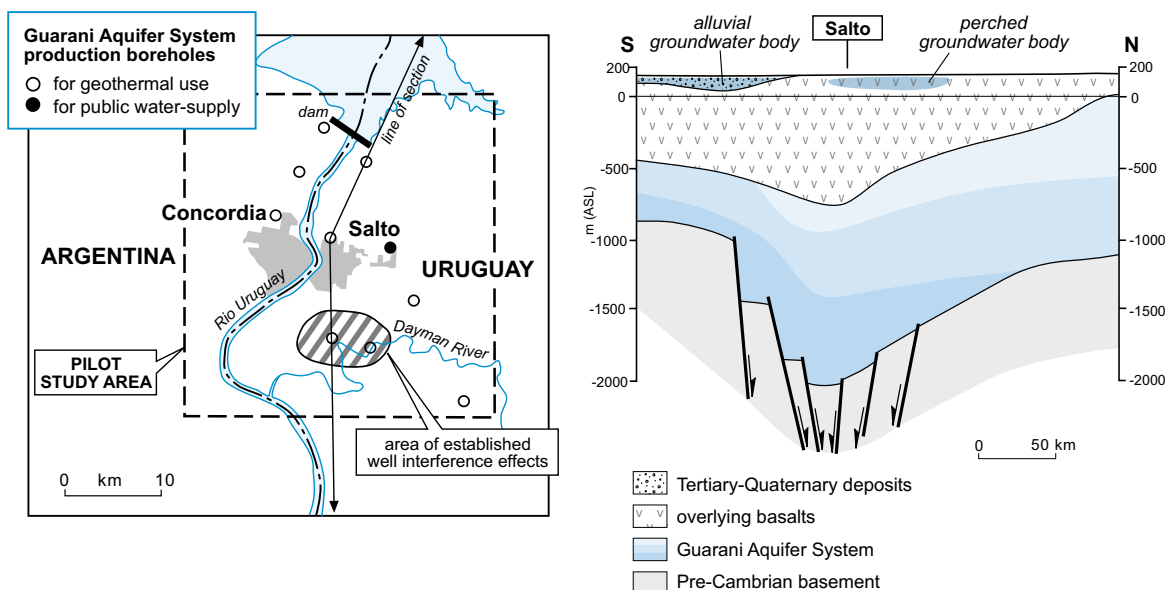 Guarani Aquifer System
production boreholes
for geothermal use
for public water-supply
dam
line of section
Concordia
Salto
ARGENTINA
URUGUAY
Rio Uruguay
Dayman River
PILOT
STUDY AREA
area of established
well interference effects
0 km 10
alluvial
groundwater body
Salto
perched
groundwater body
S
N
200
0
-500
-1000
-1500
-2000
m (ASL)
200
0
-500
-1000
-1500
-2000
0 50 km
Tertiary-Quaternary deposits
overlying basalts
Guarani Aquifer System
Pre-Cambrian basement